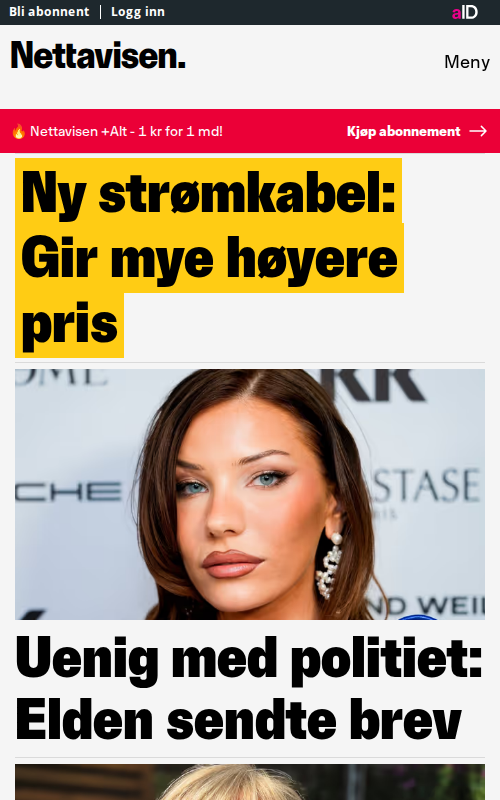 Bli abonnent | Logg inn
aID
Nettavisen.
Meny
🔥 Nettavisen +Alt - 1 kr for 1 md!
Kjøp abonnement →
Ny strømkabel:
Gir mye høyere
pris
KK
CHE
STASE
ND WEI
Uenig med politiet:
Elden sendte brev